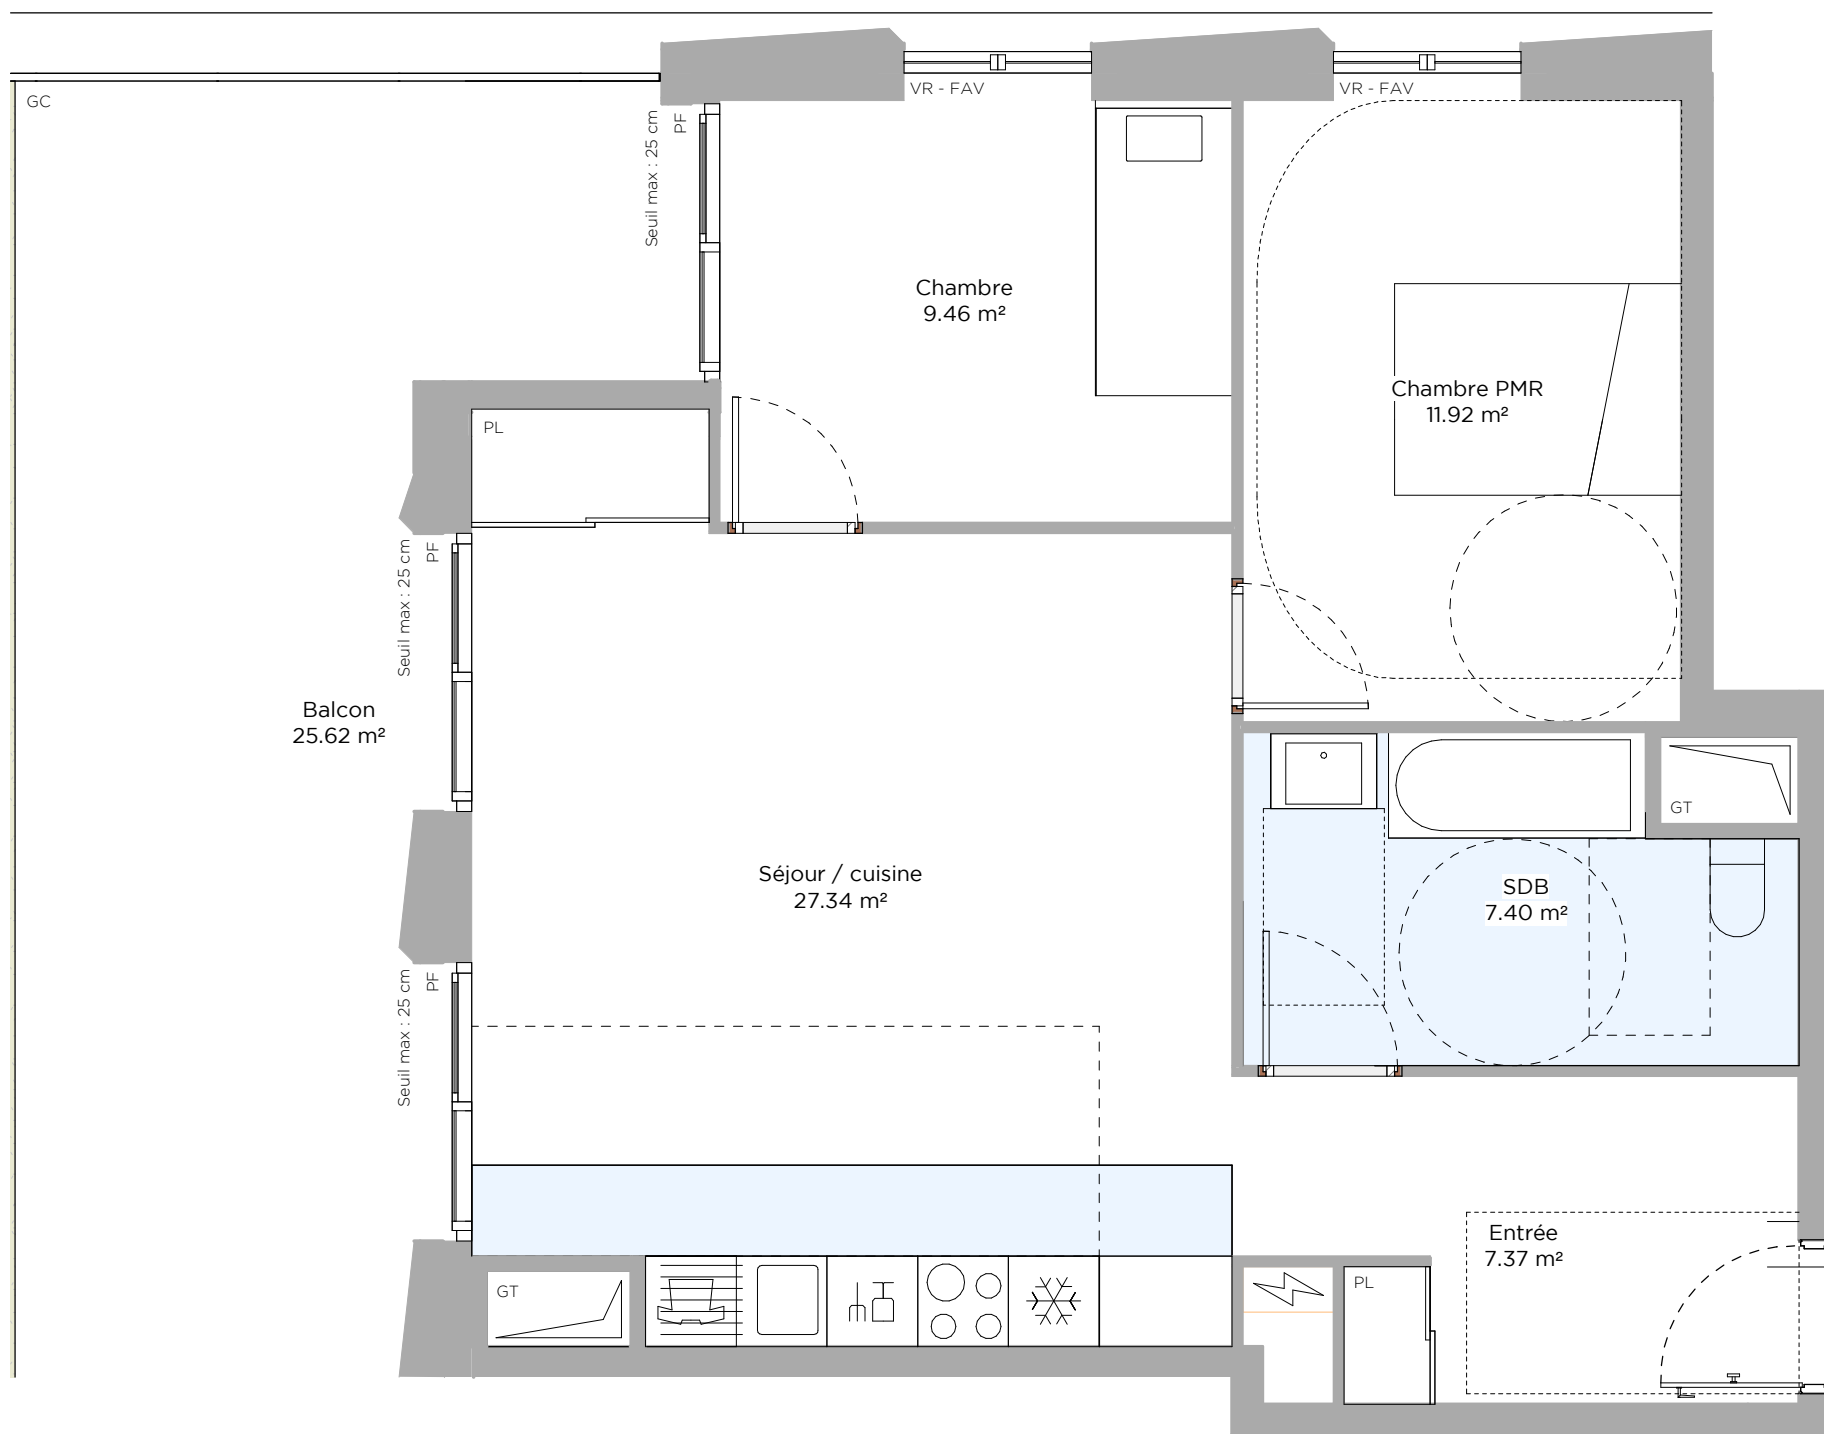 GC
VR - FAV
VR - FAV
Seuil max : 25 cm
PF
Chambre
9.46 m²
Chambre PMR
11.92 m²
PL
Seuil max : 25 cm
PF
Balcon
25.62 m²
GT
Séjour / cuisine
27.34 m²
SDB
7.40 m²
Seuil max : 25 cm
PF
Entrée
7.37 m²
GT
PL